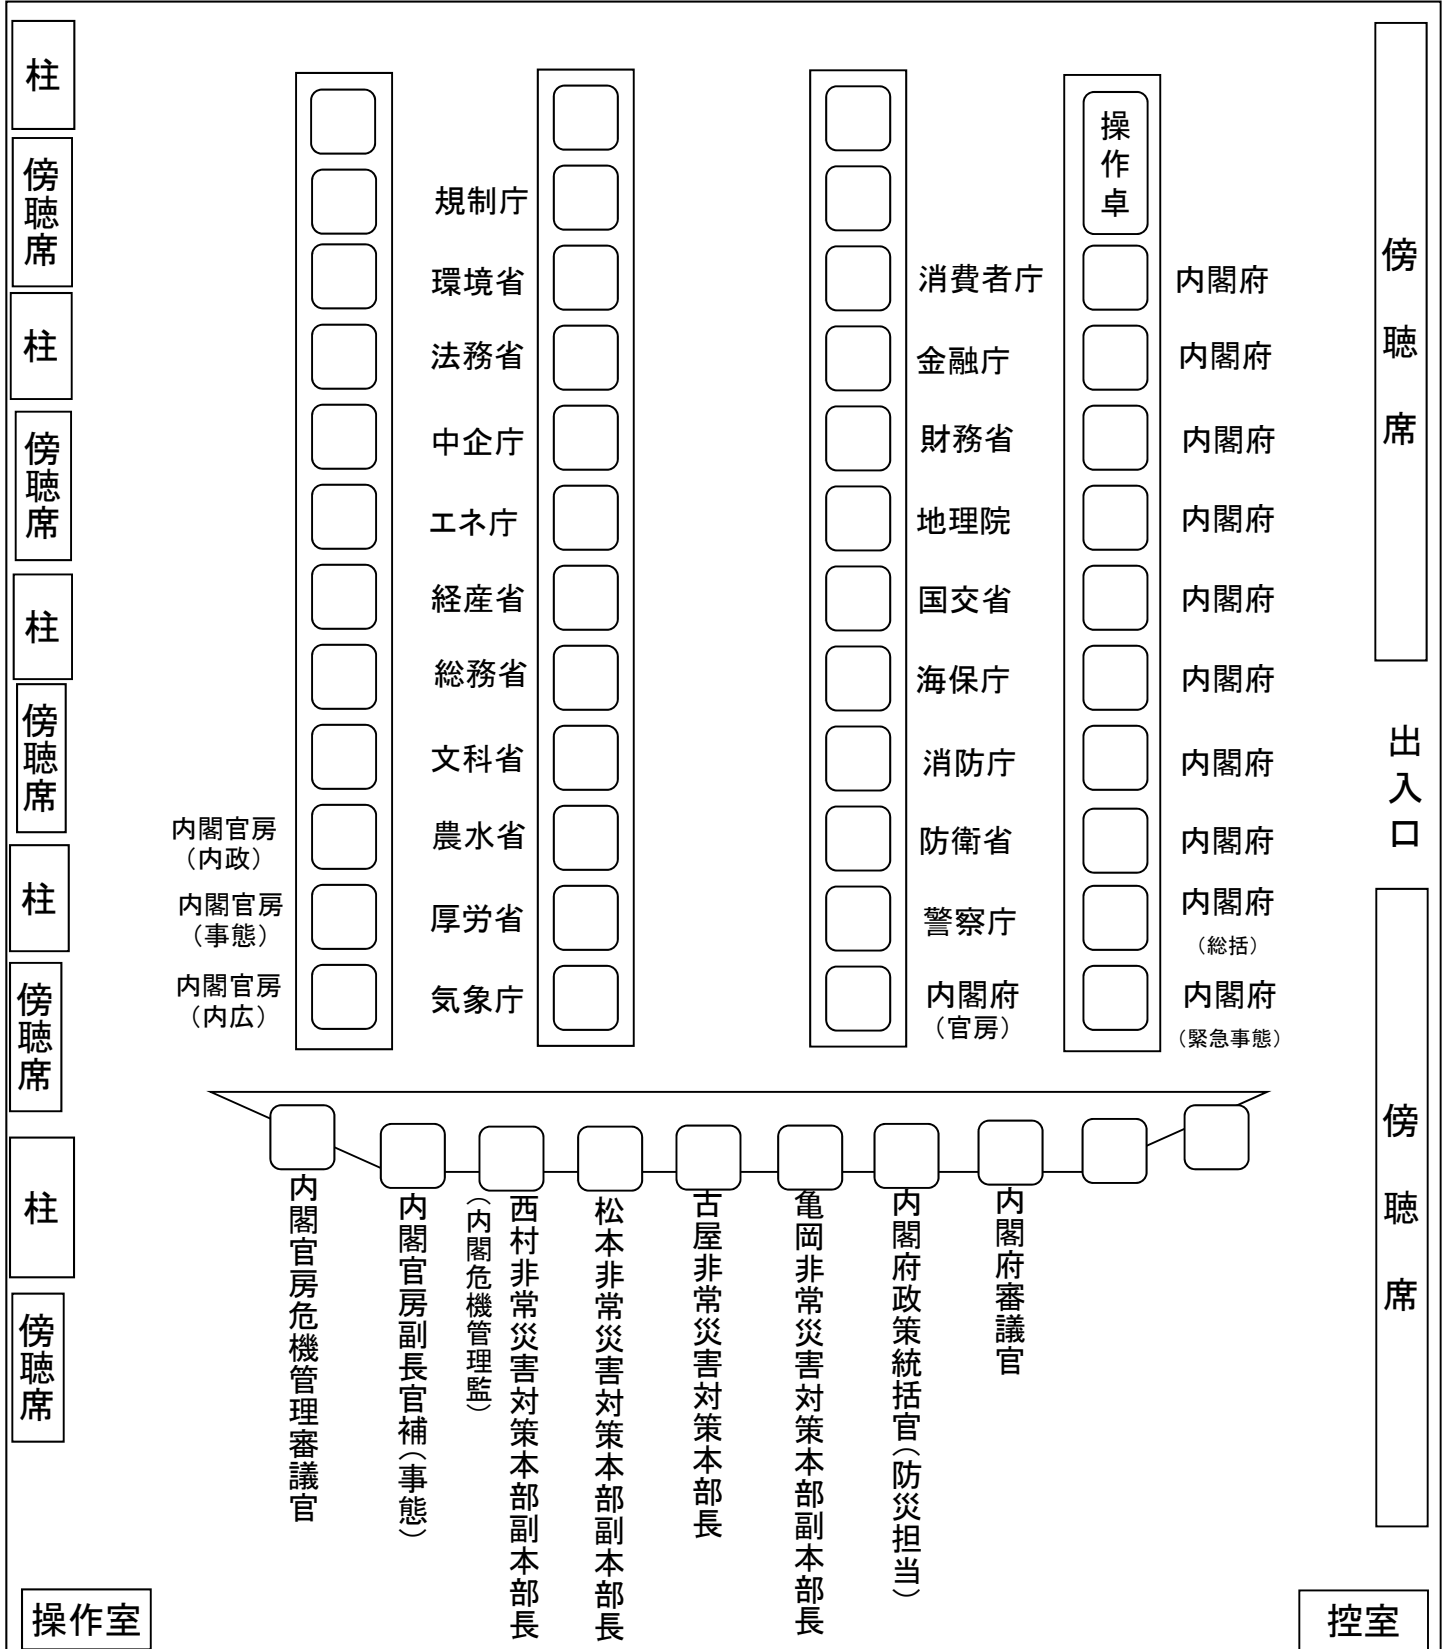 柱
傍聴席
柱
傍聴席
柱
傍聴席
柱
傍聴席
柱
傍聴席
操作室
内閣官房
（内政）
内閣官房
（事態）
内閣官房
（内広）
規制庁
環境省
法務省
中企庁
エネ庁
経産省
総務省
文科省
農水省
厚労省
気象庁
消費者庁
金融庁
財務省
地理院
国交省
海保庁
消防庁
防衛省
警察庁
内閣府
（官房）
操作卓
内閣府
内閣府
内閣府
内閣府
内閣府
内閣府
内閣府
内閣府
内閣府
（総括）
内閣府
（緊急事態）
傍聴席
出入口
傍聴席
内閣官房危機管理審議官
内閣官房副長官補（事態）
西村非常災害対策本部副本部長
（内閣危機管理監）
松本非常災害対策本部副本部長
古屋非常災害対策本部長
亀岡非常災害対策本部副本部長
内閣府政策統括官（防災担当）
内閣府審議官
控室